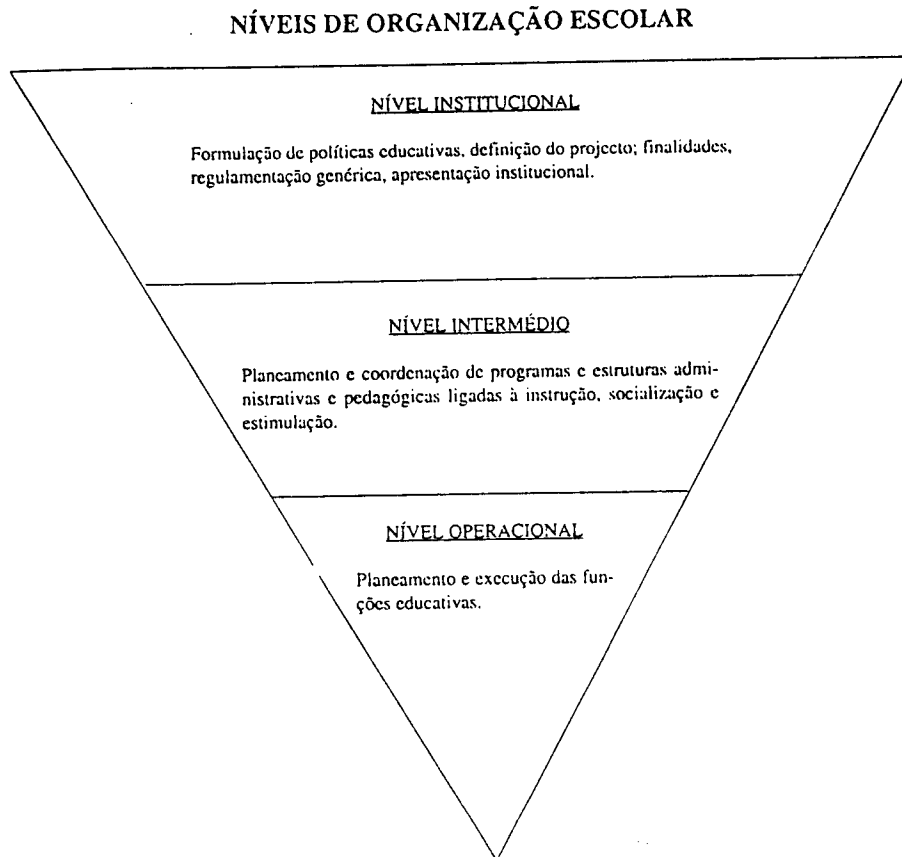 NÍVEIS DE ORGANIZAÇÃO ESCOLAR
NÍVEL INSTITUCIONAL
Formulação de políticas educativas, definição do projecto; finalidades,
regulamentação genérica, apresentação institucional.
NÍVEL INTERMÉDIO
Planeamento e coordenação de programas e estruturas admi-
nistrativas e pedagógicas ligadas à instrução, socialização e
estimulação.
NÍVEL OPERACIONAL
Planeamento e execução das fun-
ções educativas.